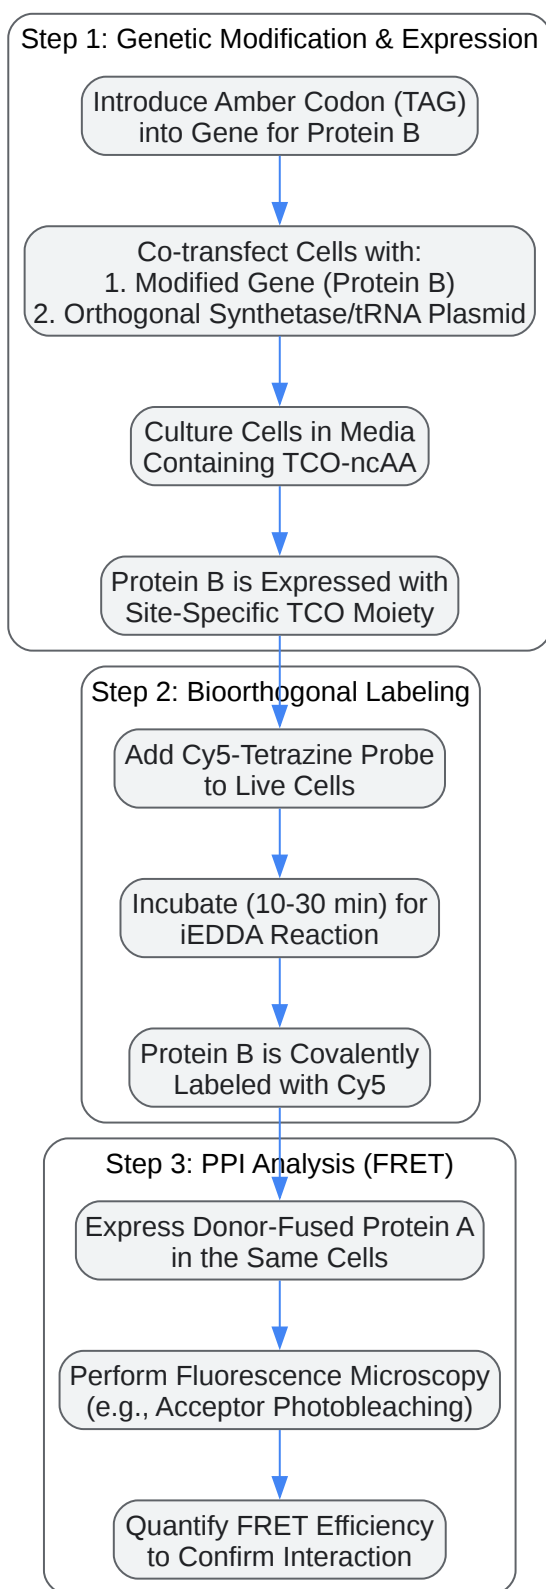 Step 1: Genetic Modification & Expression
Introduce Amber Codon (TAG)
into Gene for Protein B
Co-transfect Cells with:
1. Modified Gene (Protein B)
2. Orthogonal Synthetase/tRNA Plasmid
Culture Cells in Media
Containing TCO-ncAA
Protein B is Expressed with
Site-Specific TCO Moiety
Step 2: Bioorthogonal Labeling
Add Cy5-Tetrazine Probe
to Live Cells
Incubate (10-30 min) for
iEDDA Reaction
Protein B is Covalently
Labeled with Cy5
Step 3: PPI Analysis (FRET)
Express Donor-Fused Protein A
in the Same Cells
Perform Fluorescence Microscopy
(e.g., Acceptor Photobleaching)
Quantify FRET Efficiency
to Confirm Interaction